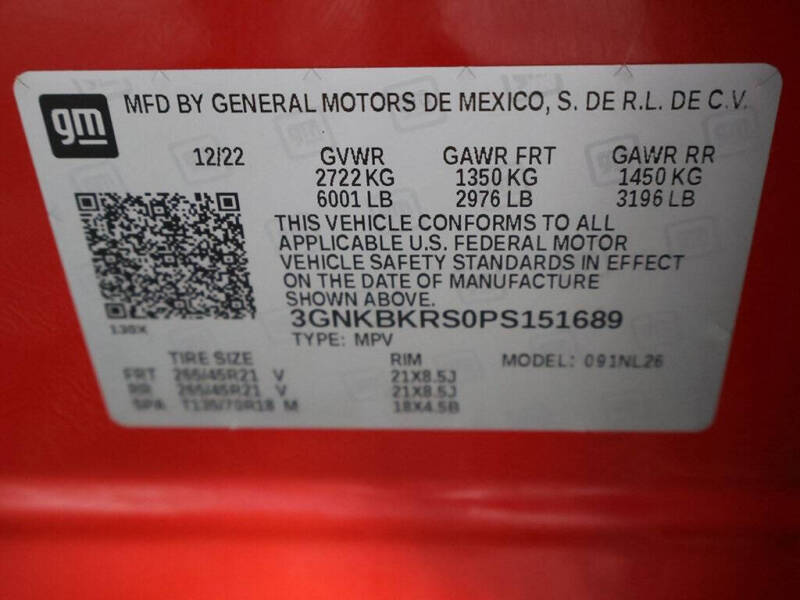 gm
MFD BY GENERAL MOTORS DE MEXICO, S. DE R.L. DE C.V.
12/22 GVWR GAWR FRT GAWR RR
2722 KG 1350 KG 1450 KG
6001 LB 2976 LB 3196 LB
THIS VEHICLE CONFORMS TO ALL
APPLICABLE U.S. FEDERAL MOTOR
VEHICLE SAFETY STANDARDS IN EFFECT
ON THE DATE OF MANUFACTURE
SHOWN ABOVE.
3GNKBKRS0PS151689
TYPE: MPV
TIRE SIZE RIM MODEL: 091NL26
FRT 265/45R21 V 21X8.5J
RR 265/45R21 V 21X8.5J
SPA T135/70R18 M 18X4.5B